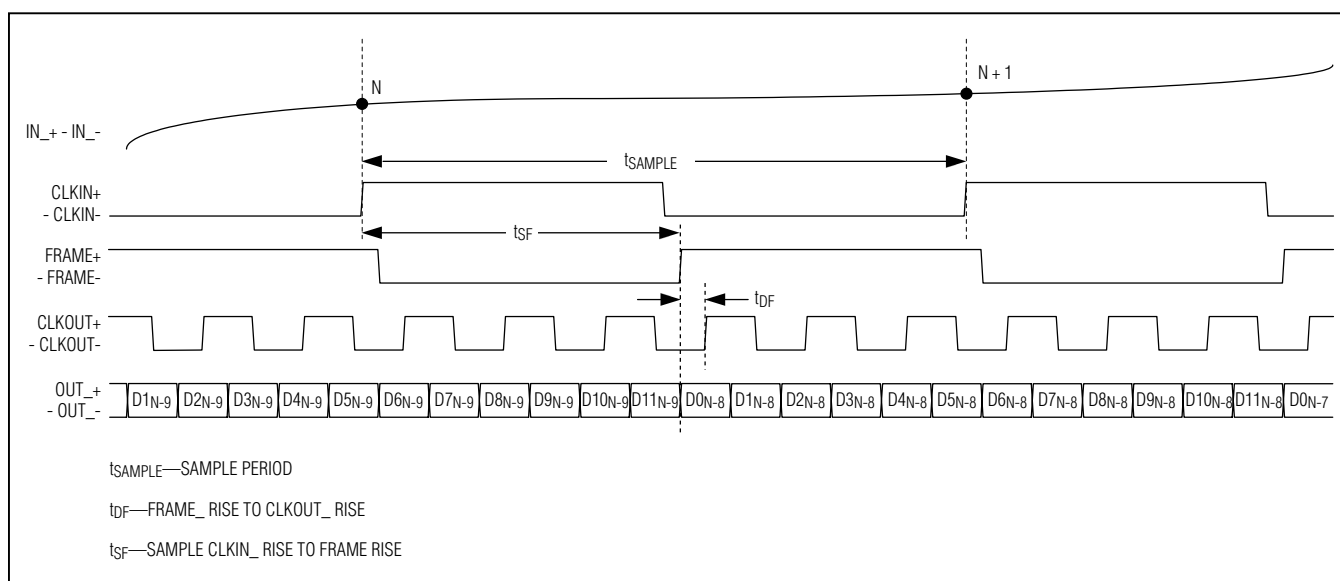 N
N + 1
IN_+ - IN_-
tSAMPLE
CLKIN+
- CLKIN-
tSF
FRAME+
- FRAME-
tDF
CLKOUT+
- CLKOUT-
OUT_+
- OUT_-
D1N-9 D2N-9 D3N-9 D4N-9 D5N-9 D6N-9 D7N-9 D8N-9 D9N-9 D10N-9 D11N-9 D0N-8 D1N-8 D2N-8 D3N-8 D4N-8 D5N-8 D6N-8 D7N-8 D8N-8 D9N-8 D10N-8 D11N-8 D0N-7
tSAMPLE—SAMPLE PERIOD
tDF—FRAME_ RISE TO CLKOUT_ RISE
tSF—SAMPLE CLKIN_ RISE TO FRAME RISE